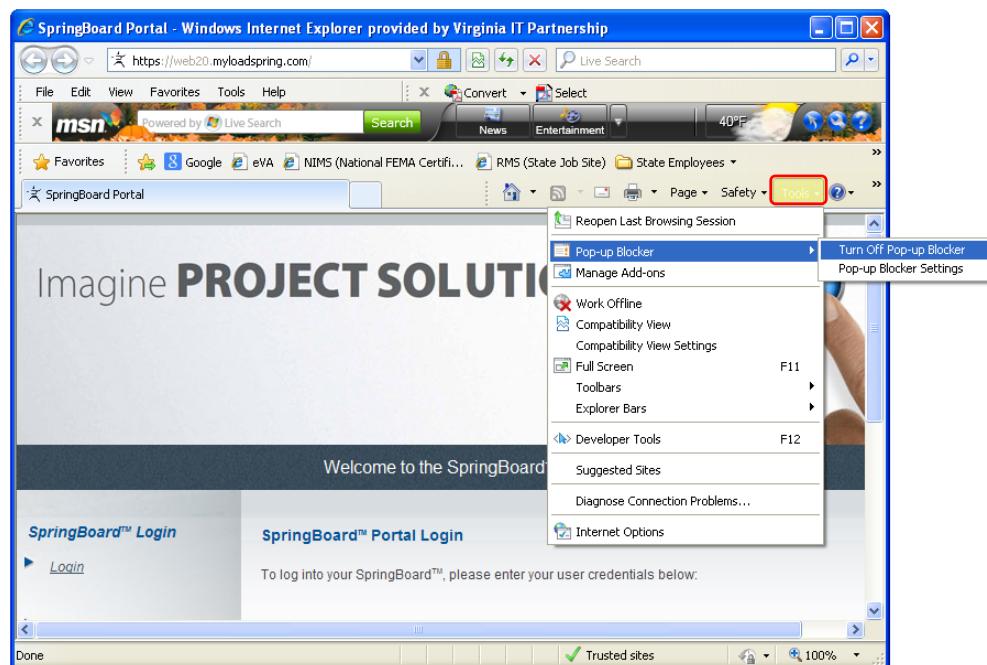 SpringBoard Portal - Windows Internet Explorer provided by Virginia IT Partnership
https://web20.myloadspring.com/
Live Search
File Edit View Favorites Tools Help
x Convert Select
x msn Powered by Live Search Search News Entertainment 40°F
Favorites Google eVA NIMS (National FEMA Certifi... RMS (State Job Site) State Employees »
SpringBoard Portal Page Safety Tools »
Reopen Last Browsing Session
Pop-up Blocker
Turn Off Pop-up Blocker
Pop-up Blocker Settings
Manage Add-ons
Work Offline
Compatibility View
Compatibility View Settings
Full Screen F11
Toolbars
Explorer Bars
Developer Tools F12
Suggested Sites
Diagnose Connection Problems...
Internet Options
Imagine PROJECT SOLUTI
Welcome to the SpringBoard
SpringBoard™ Login
Login
SpringBoard™ Portal Login
To log into your SpringBoard™, please enter your user credentials below:
Done Trusted sites 100%